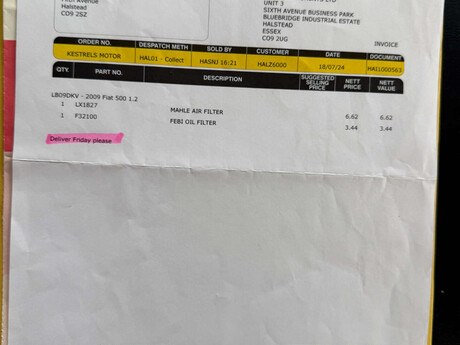 Halstead
CO9 2SZ
UNIT 3
SIXTH AVENUE BUSINESS PARK
BLUEBRIDGE INDUSTRIAL ESTATE
HALSTEAD
ESSEX
CO9 2UG
INVOICE
ORDER NO. DESPATCH METH SOLD BY CUSTOMER DATE DOCUMENT
KESTRELS MOTOR HAL01 - Collect HASNJ 16:21 HALZ6000 18/07/24 HAL1000563
QTY. PART NO. DESCRIPTION SUGGESTED SELLING PRICE NETT PRICE NETT VALUE
LB09DKV - 2009 Fiat 500 1.2
1 LX1827 MAHLE AIR FILTER 6.62 6.62
1 F32100 FEBI OIL FILTER 3.44 3.44
Deliver Friday please